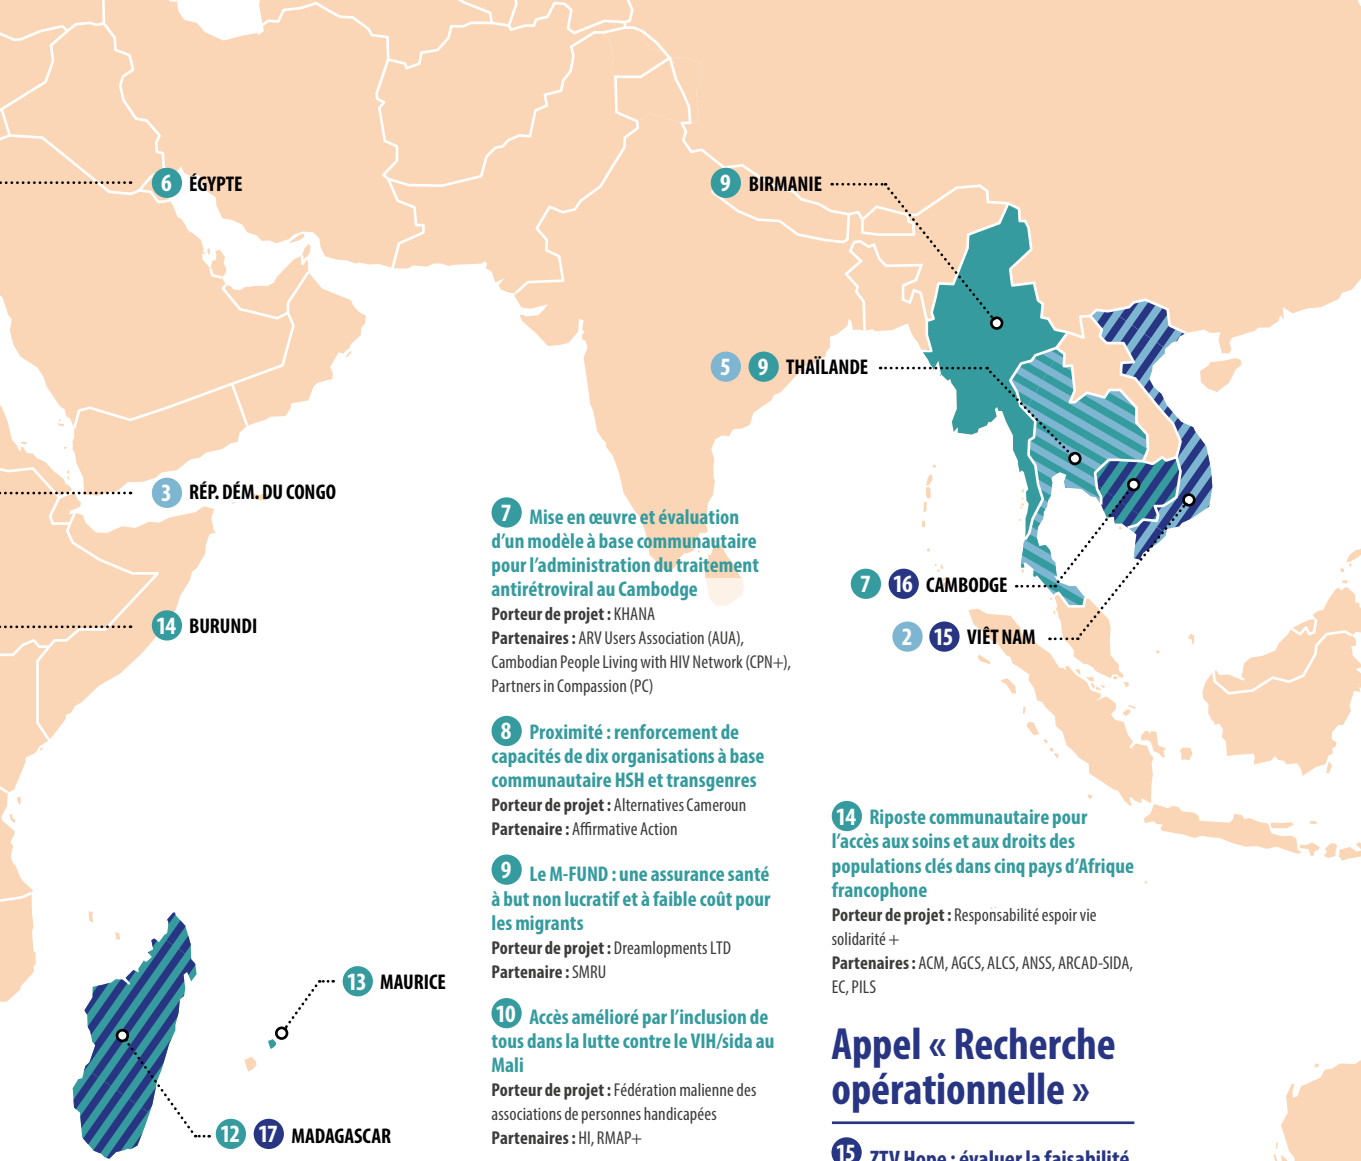 6 ÉGYPTE
9 BIRMANIE
5 9 THAÏLANDE
3 RÉP. DÉM. DU CONGO
14 BURUNDI
7 16 CAMBODGE
2 15 VIÊT NAM
13 MAURICE
12 17 MADAGASCAR
7 Mise en œuvre et évaluation
d'un modèle à base communautaire
pour l'administration du traitement
antirétroviral au Cambodge
Porteur de projet : KHANA
Partenaires : ARV Users Association (AUA),
Cambodian People Living with HIV Network (CPN+),
Partners in Compassion (PC)
8 Proximité : renforcement de
capacités de dix organisations à base
communautaire HSH et transgenres
Porteur de projet : Alternatives Cameroun
Partenaire : Affirmative Action
9 Le M-FUND : une assurance santé
à but non lucratif et à faible coût pour
les migrants
Porteur de projet : Dreamlopments LTD
Partenaire : SMRU
10 Accès amélioré par l'inclusion de
tous dans la lutte contre le VIH/sida au
Mali
Porteur de projet : Fédération malienne des
associations de personnes handicapées
Partenaires : HI, RMAP+
14 Riposte communautaire pour
l'accès aux soins et aux droits des
populations clés dans cinq pays d'Afrique
francophone
Porteur de projet : Responsabilité espoir vie
solidarité +
Partenaires : ACM, AGCS, ALCS, ANSS, ARCAD-SIDA,
EC, PILS
Appel « Recherche
opérationnelle »
15 ZTV Hope : évaluer la faisabilité